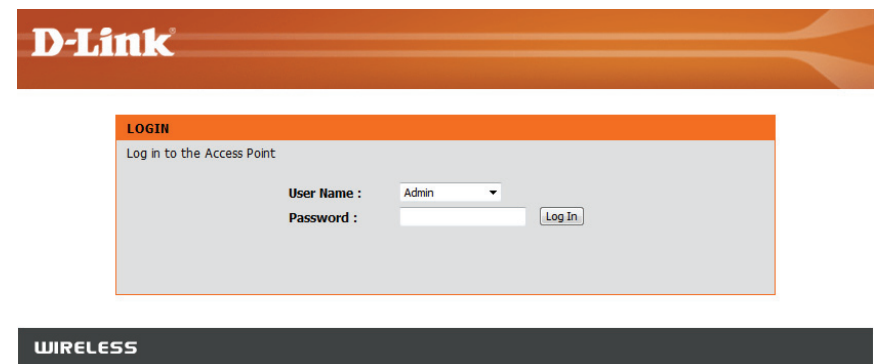 D-Link
LOGIN
Log in to the Access Point
User Name : Admin
Password : Log In
WIRELESS